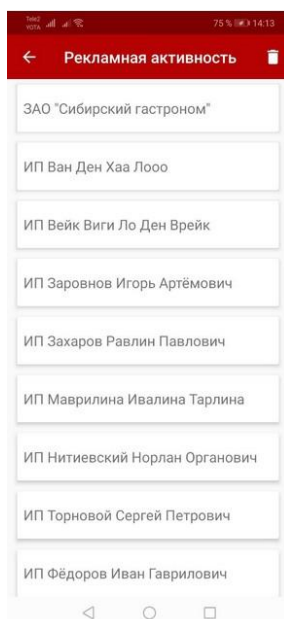 Tele2
YOTA
75 % 14:13
Рекламная активность
ЗАО "Сибирский гастроном"
ИП Ван Ден Хаа Лооо
ИП Вейк Виги Ло Ден Врейк
ИП Заровнов Игорь Артёмович
ИП Захаров Равлин Павлович
ИП Маврилина Ивалина Тарлина
ИП Нитиевский Норлан Органович
ИП Торновой Сергей Петрович
ИП Фёдоров Иван Гаврилович